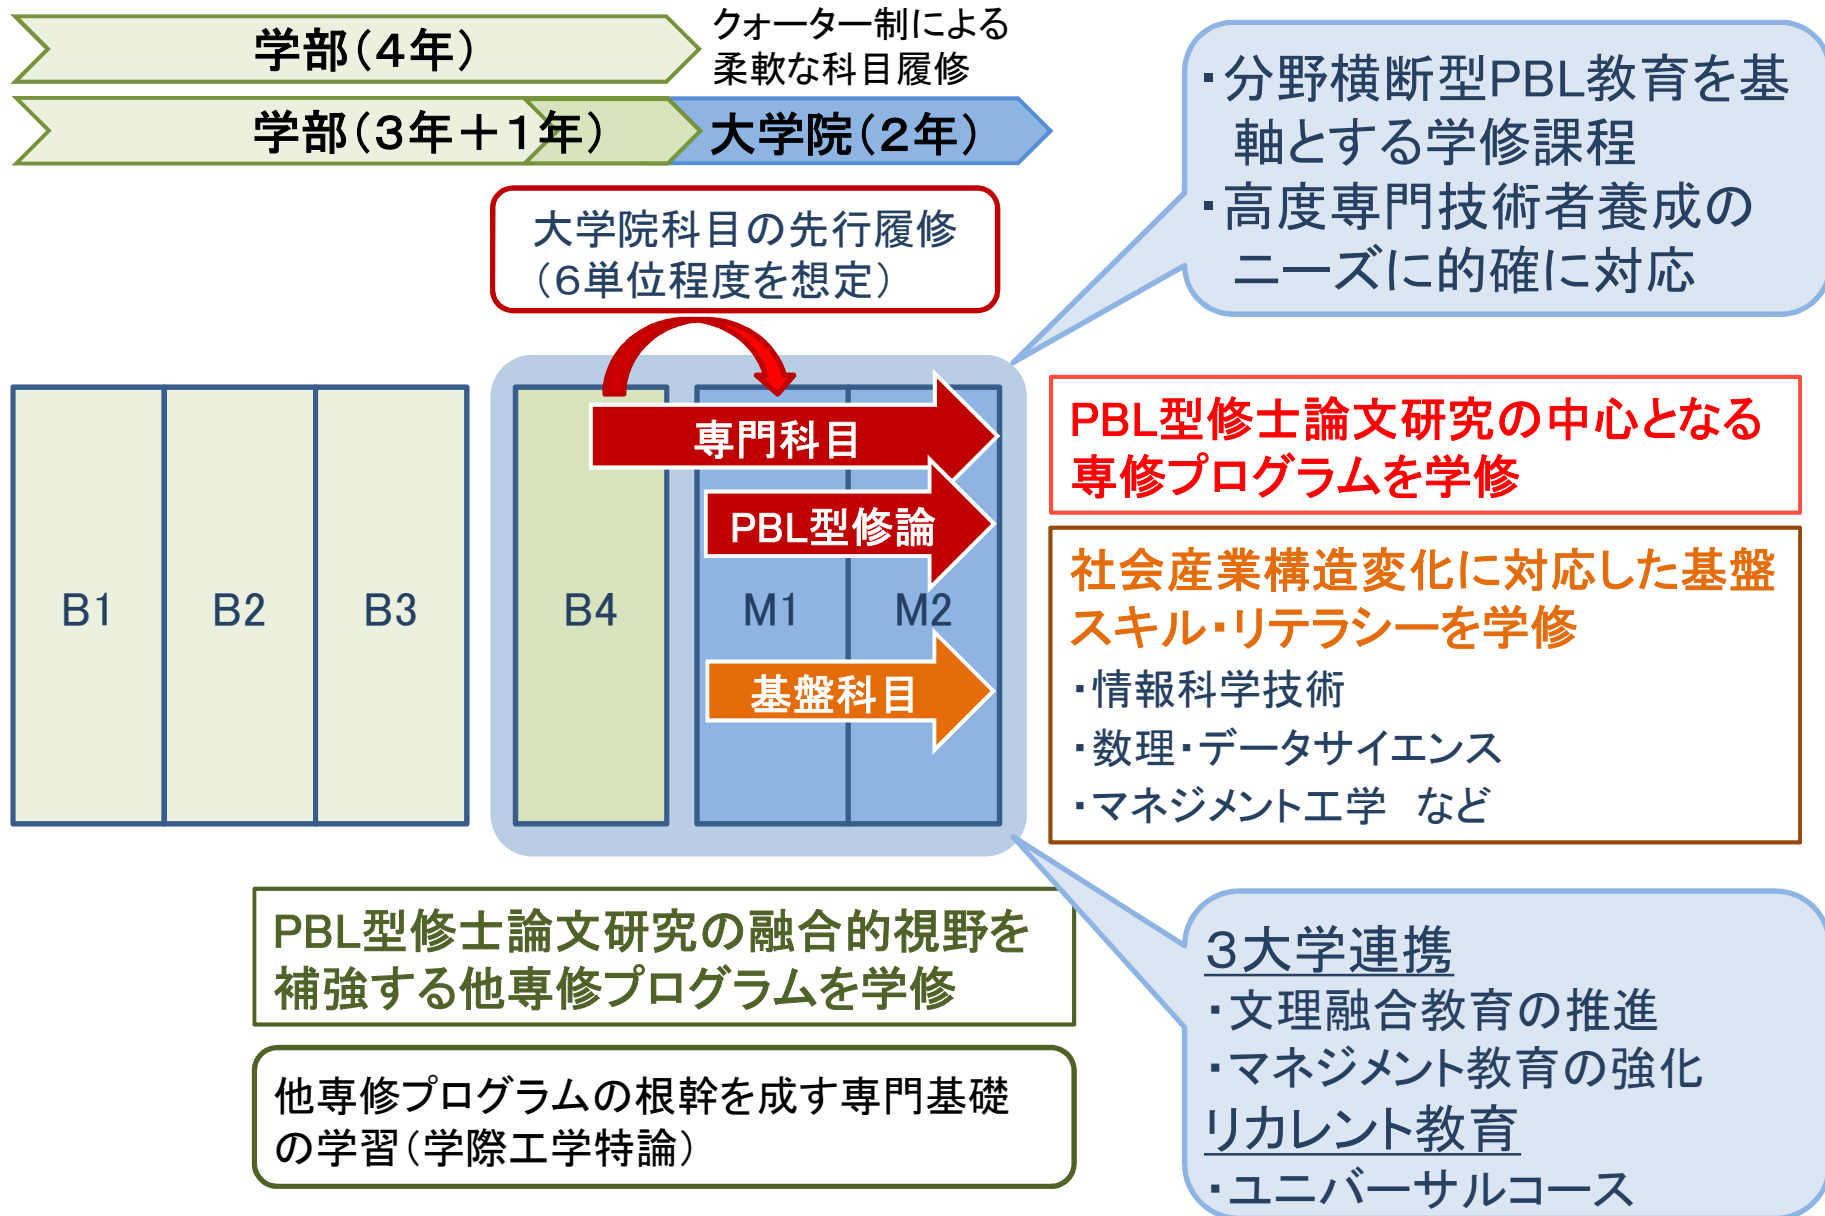 学部（４年）
クォーター制による
柔軟な科目履修
学部（３年＋１年）
大学院（２年）
大学院科目の先行履修
（６単位程度を想定）
・分野横断型PBL教育を基
軸とする学修課程
・高度専門技術者養成の
ニーズに的確に対応
B1
B2
B3
B4
M1
M2
専門科目
PBL型修論
基盤科目
PBL型修士論文研究の中心となる
専修プログラムを学修
社会産業構造変化に対応した基盤
スキル・リテラシーを学修
・情報科学技術
・数理・データサイエンス
・マネジメント工学　など
PBL型修士論文研究の融合的視野を
補強する他専修プログラムを学修
他専修プログラムの根幹を成す専門基礎
の学習（学際工学特論）
３大学連携
・文理融合教育の推進
・マネジメント教育の強化
リカレント教育
・ユニバーサルコース